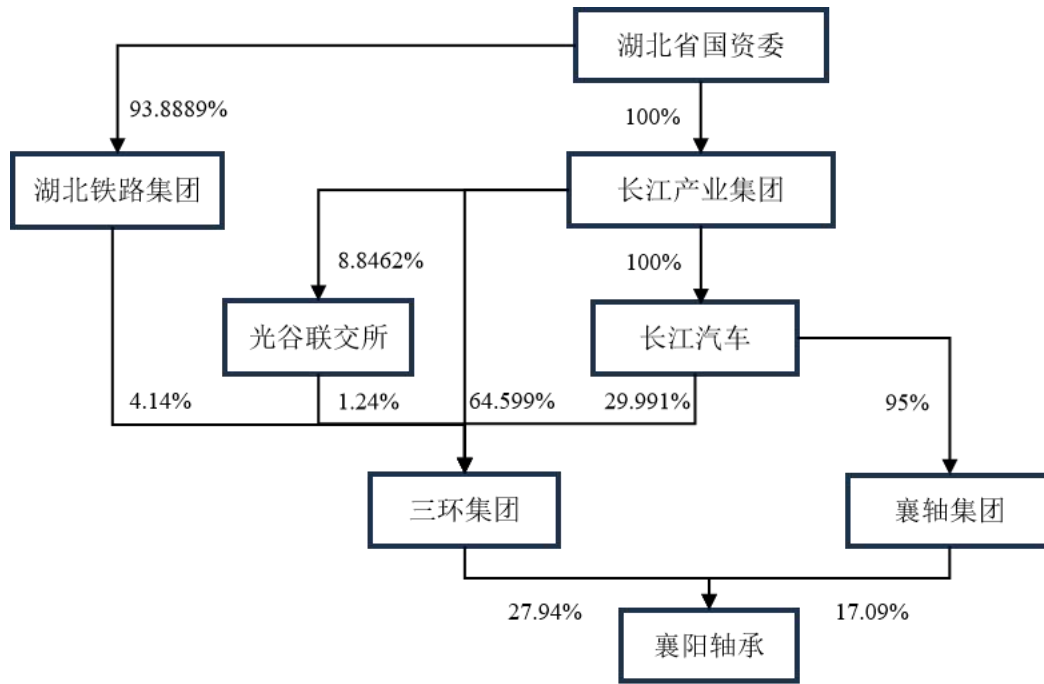 湖北省国资委
93.8889%
100%
湖北铁路集团
长江产业集团
8.8462%
100%
光谷联交所
长江汽车
4.14%
1.24%
64.599%
29.991%
95%
三环集团
襄轴集团
27.94%
17.09%
襄阳轴承